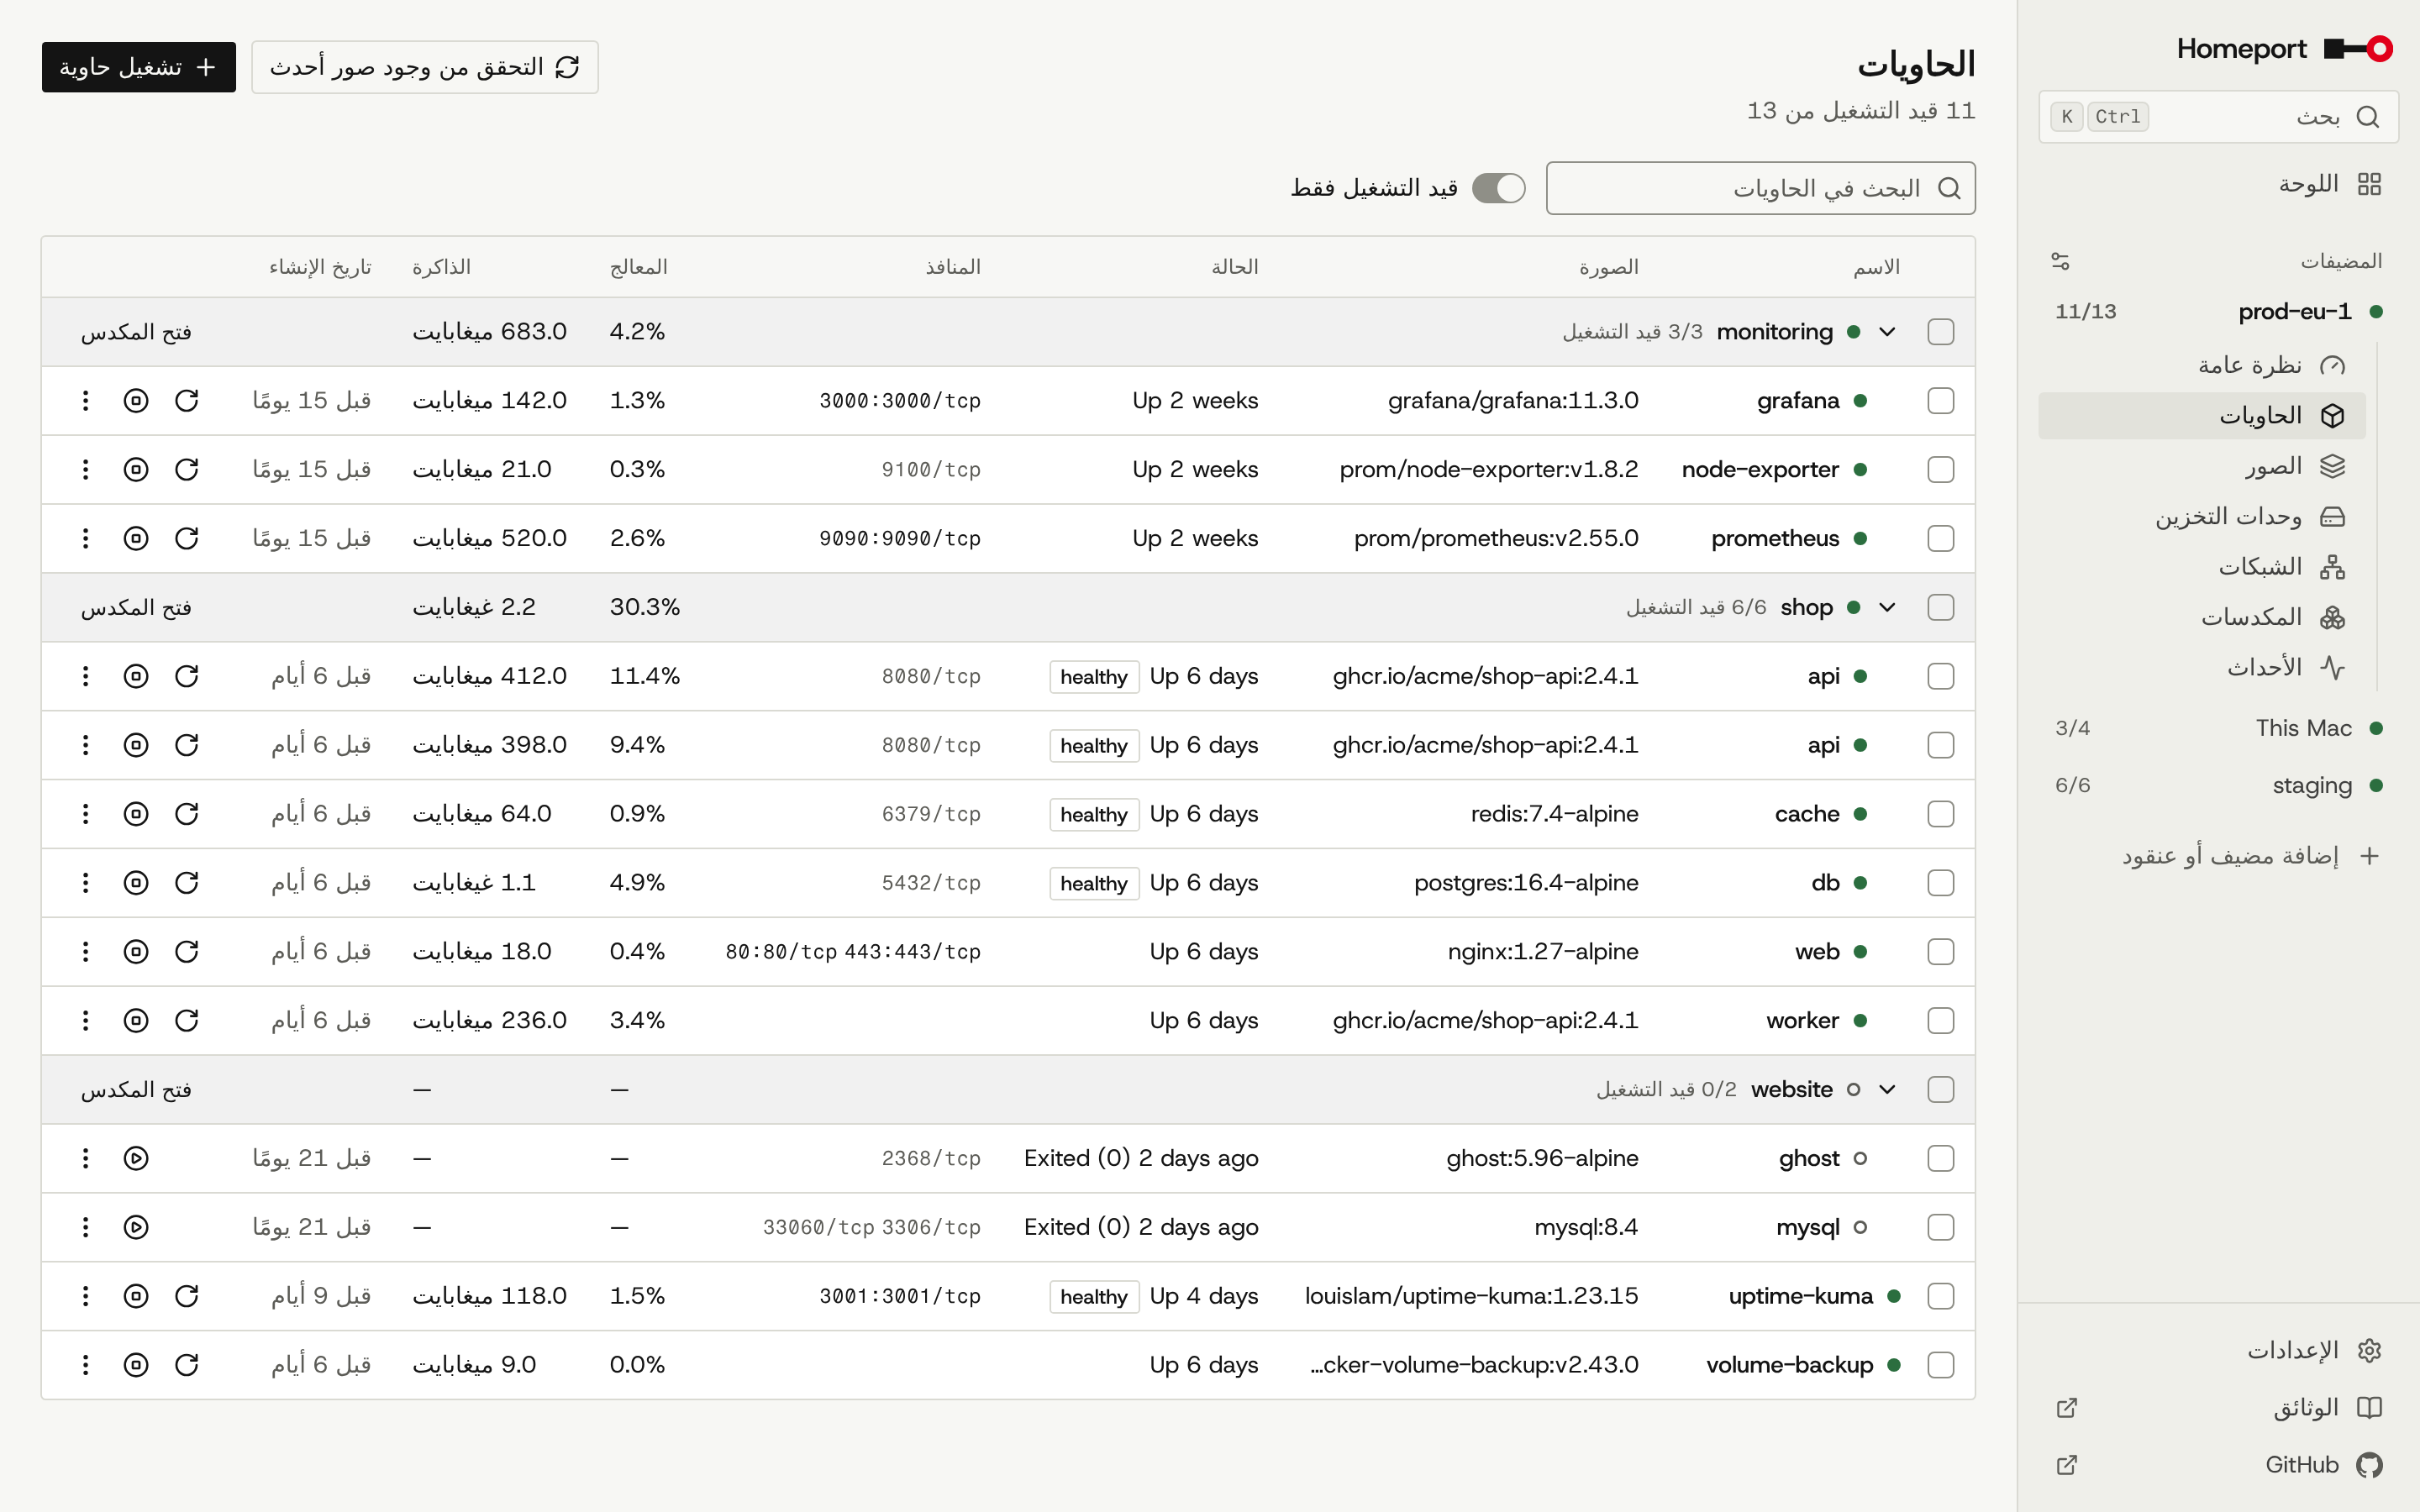 Homeport
بحث
Ctrl K
اللوحة
المضيفات
prod-eu-1 11/13
نظرة عامة
الحاويات
الصور
وحدات التخزين
الشبكات
المكدسات
الأحداث
This Mac 3/4
staging 6/6
إضافة مضيف أو عنقود
الإعدادات
الوثائق
GitHub
الحاويات
11 قيد التشغيل من 13
التحقق من وجود صور أحدث
تشغيل حاوية
البحث في الحاويات
قيد التشغيل فقط
الاسم الصورة الحالة المنافذ المعالج الذاكرة تاريخ الإنشاء
monitoring 3/3 قيد التشغيل 4.2% 683.0 ميغابايت فتح المكدس
grafana grafana/grafana:11.3.0 Up 2 weeks 3000:3000/tcp 1.3% 142.0 ميغابايت قبل 15 يومًا
node-exporter prom/node-exporter:v1.8.2 Up 2 weeks 9100/tcp 0.3% 21.0 ميغابايت قبل 15 يومًا
prometheus prom/prometheus:v2.55.0 Up 2 weeks 9090:9090/tcp 2.6% 520.0 ميغابايت قبل 15 يومًا
shop 6/6 قيد التشغيل 30.3% 2.2 غيغابايت فتح المكدس
api ghcr.io/acme/shop-api:2.4.1 Up 6 days healthy 8080/tcp 11.4% 412.0 ميغابايت قبل 6 أيام
api ghcr.io/acme/shop-api:2.4.1 Up 6 days healthy 8080/tcp 9.4% 398.0 ميغابايت قبل 6 أيام
cache redis:7.4-alpine Up 6 days healthy 6379/tcp 0.9% 64.0 ميغابايت قبل 6 أيام
db postgres:16.4-alpine Up 6 days healthy 5432/tcp 4.9% 1.1 غيغابايت قبل 6 أيام
web nginx:1.27-alpine Up 6 days 80:80/tcp 443:443/tcp 0.4% 18.0 ميغابايت قبل 6 أيام
worker ghcr.io/acme/shop-api:2.4.1 Up 6 days 3.4% 236.0 ميغابايت قبل 6 أيام
website 0/2 قيد التشغيل — — فتح المكدس
ghost ghost:5.96-alpine Exited (0) 2 days ago 2368/tcp — — قبل 21 يومًا
mysql mysql:8.4 Exited (0) 2 days ago 33060/tcp 3306/tcp — — قبل 21 يومًا
uptime-kuma louislam/uptime-kuma:1.23.15 Up 4 days healthy 3001:3001/tcp 1.5% 118.0 ميغابايت قبل 9 أيام
volume-backup …cker-volume-backup:v2.43.0 Up 6 days 0.0% 9.0 ميغابايت قبل 6 أيام